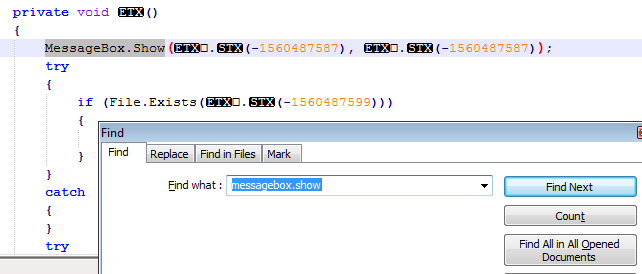 private void ETX()
{
MessageBox.Show(ETX□.STX(-1560487587), ETX□.STX(-1560487587));
try
{
if (File.Exists(ETX□.STX(-1560487599)))
{
}
}
catch
{
}
try
Find
Find Replace Find in Files Mark
Find what : messagebox.show
Find Next
Count
Find All in All Opened
Documents